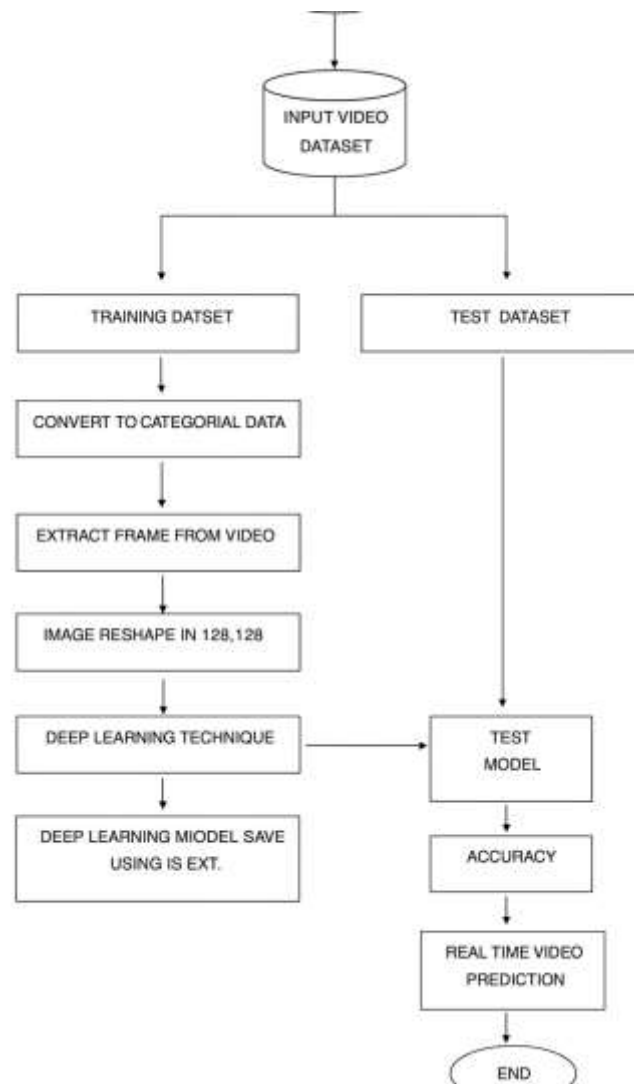 INPUT VIDEO
DATASET
TRAINING DATSET
TEST DATASET
CONVERT TO CATEGORIAL DATA
EXTRACT FRAME FROM VIDEO
IMAGE RESHAPE IN 128,128
DEEP LEARNING TECHNIQUE
TEST
MODEL
DEEP LEARNING MIODEL SAVE
USING IS EXT.
ACCURACY
REAL TIME VIDEO
PREDICTION
END